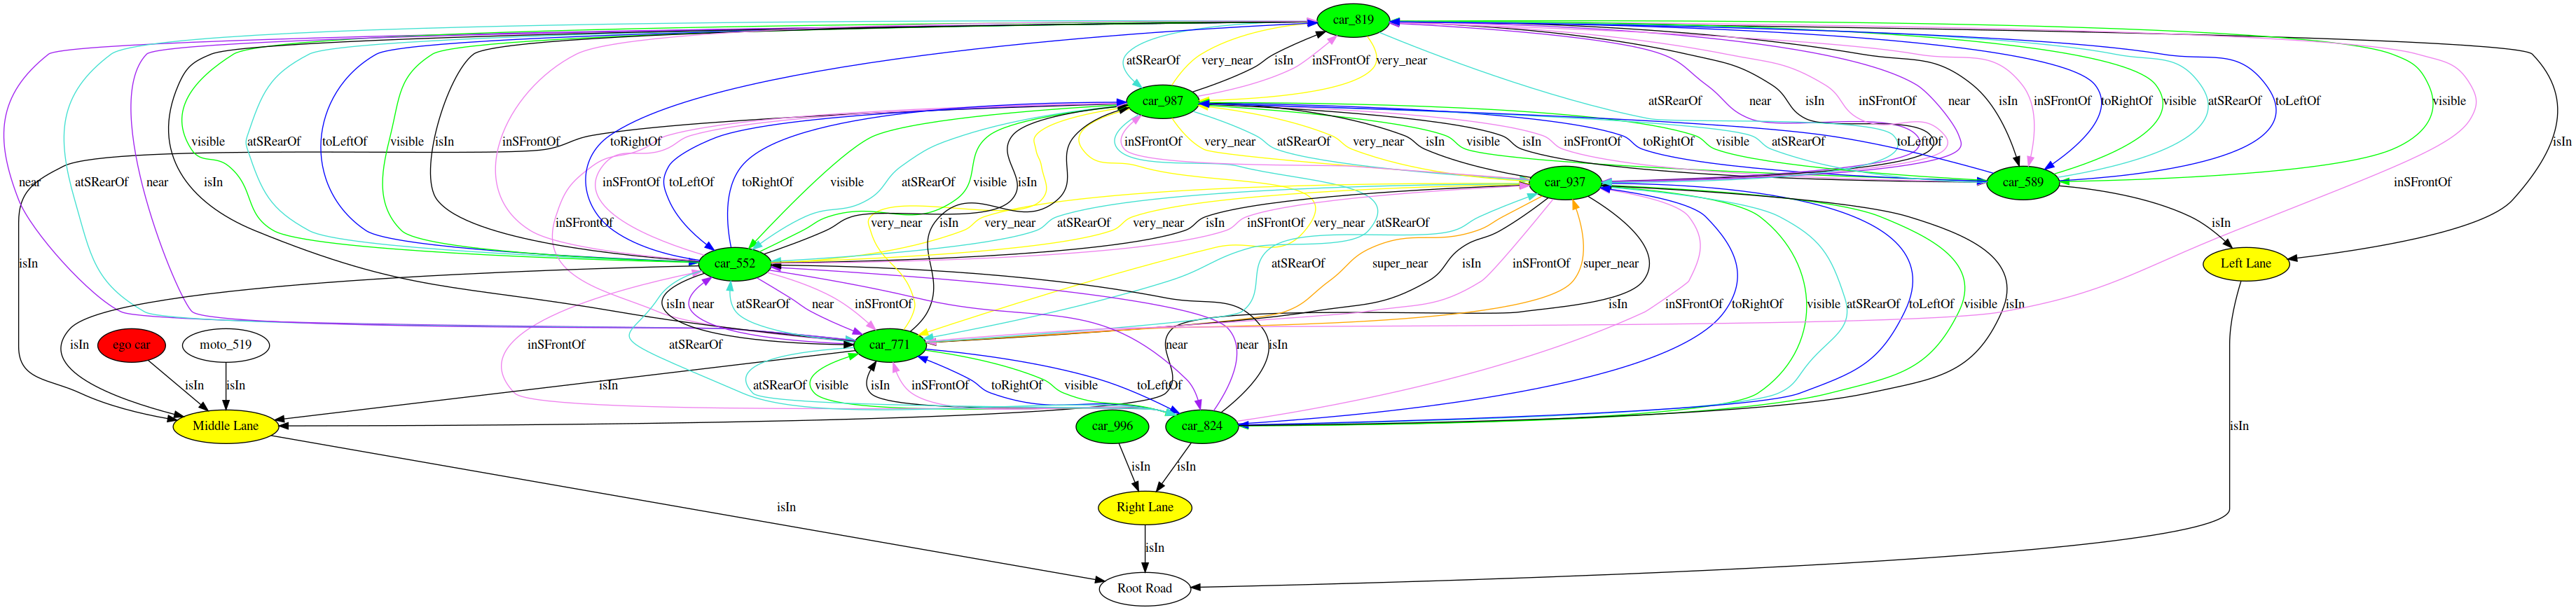 car_819
atSRearOf very_near isIn inSFrontOf very_near
car_987
atSRearOf near isIn inSFrontOf near isIn inSFrontOf toRightOf visible atSRearOf toLeftOf visible
visible atSRearOf toLeftOf visible isIn inSFrontOf toRightOf inSFrontOf very_near atSRearOf very_near isIn visible isIn inSFrontOf toRightOf visible atSRearOf toLeftOf isIn
near atSRearOf near isIn inSFrontOf toLeftOf toRightOf visible atSRearOf visible isIn car_937 car_589 inSFrontOf
inSFrontOf very_near isIn very_near atSRearOf very_near isIn inSFrontOf very_near atSRearOf isIn
isIn car_552 atSRearOf super_near isIn inSFrontOf super_near Left Lane
isIn near atSRearOf near inSFrontOf isIn inSFrontOf toRightOf visible atSRearOf toLeftOf visible isIn
isIn ego car moto_519 inSFrontOf atSRearOf car_771 near near isIn
isIn isIn isIn atSRearOf visible isIn inSFrontOf toRightOf visible toLeftOf
Middle Lane car_996 car_824 isIn
isIn isIn
isIn Right Lane
isIn
Root Road